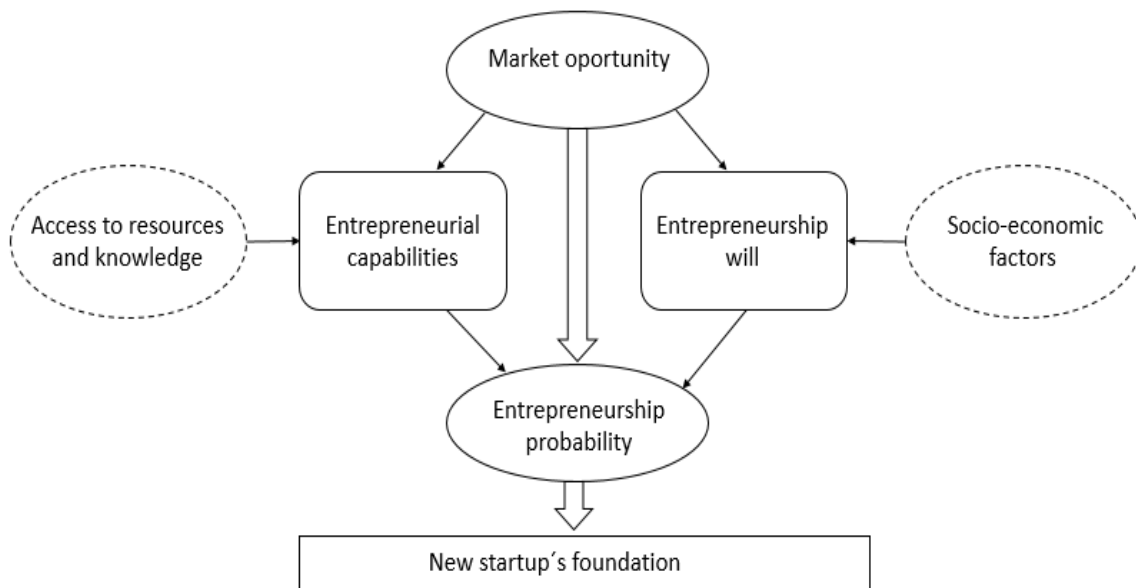 Market oportunity
Access to resources
and knowledge
Entrepreneurial
capabilities
Entrepreneurship
will
Socio-economic
factors
Entrepreneurship
probability
New startup´s foundation